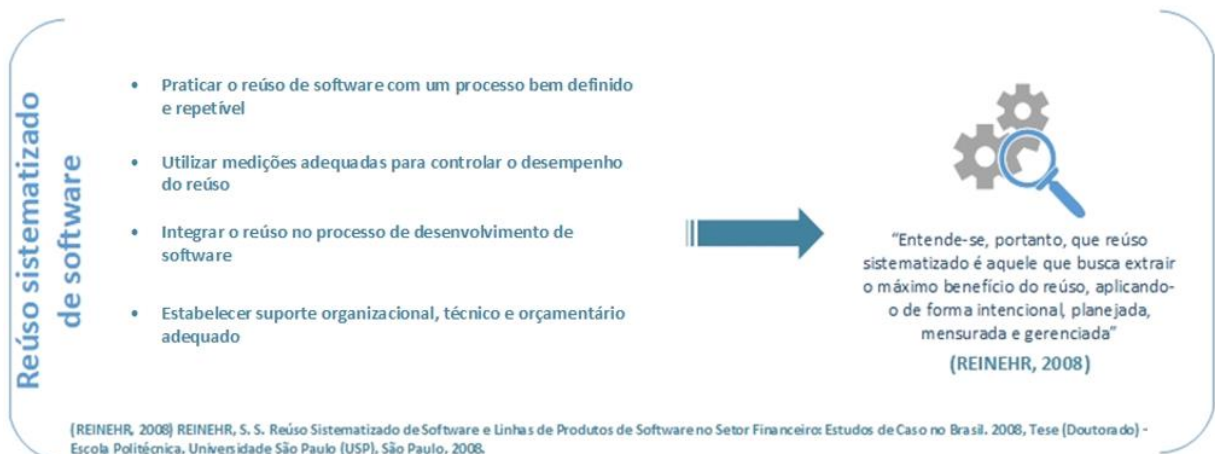 Reúso sistematizado
de software
• Praticar o reúso de software com um processo bem definido
e repetível
• Utilizar medições adequadas para controlar o desempenho
do reúso
• Integrar o reúso no processo de desenvolvimento de
software
• Estabelecer suporte organizacional, técnico e orçamentário
adequado
“Entende-se, portanto, que reúso
sistematizado é aquele que busca extrair
o máximo benefício do reúso, aplicando-
o de forma intencional, planejada,
mensurada e gerenciada”
(REINEHR, 2008)
(REINEHR, 2008) REINEHR, S. S. Reúso Sistematizado de Software e Linhas de Produtos de Software no Setor Financeiro: Estudos de Caso no Brasil. 2008, Tese (Doutorado) -
Escola Politécnica, Universidade São Paulo (USP), São Paulo, 2008.